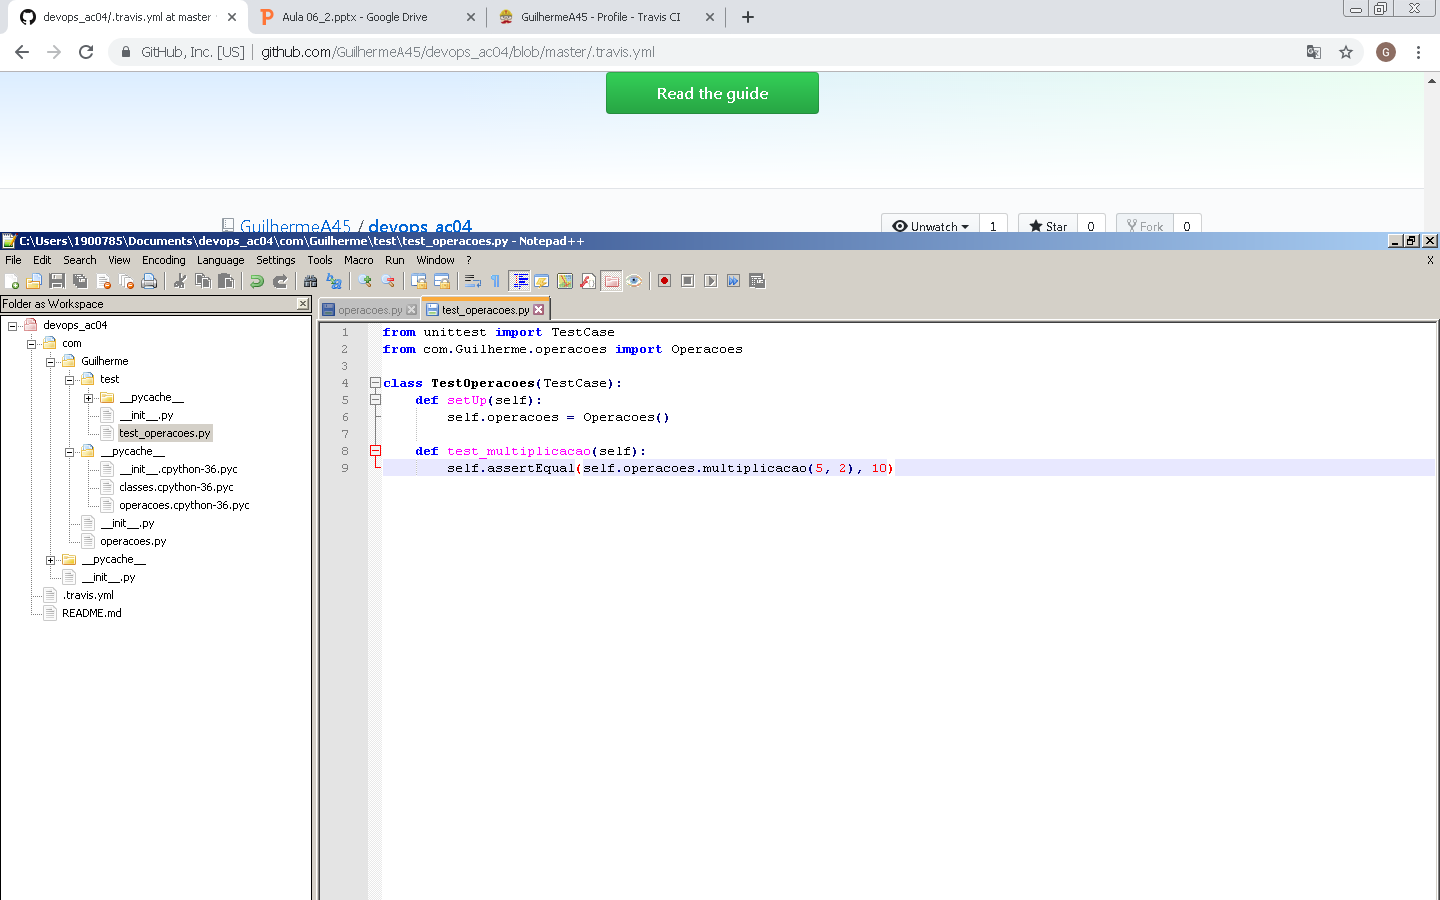 devops_ac04/.travis.yml at master
Aula 06_2.pptx - Google Drive
GuilhermeA45 - Profile - Travis CI
GitHub, Inc. [US]
github.com/GuilhermeA45/devops_ac04/blob/master/.travis.yml
G
Read the guide
GuilhermeA45 / devops_ac04
Unwatch 1
Star 0
Fork 0
C:\Users\1900785\Documents\devops_ac04\com\Guilherme\test\test_operacoes.py - Notepad++
File Edit Search View Encoding Language Settings Tools Macro Run Window ? X
Folder as Workspace
operacoes.py
test_operacoes.py
devops_ac04
com
Guilherme
test
__pycache__
__init__.py
test_operacoes.py
__pycache__
__init__.cpython-36.pyc
classes.cpython-36.pyc
operacoes.cpython-36.pyc
__init__.py
operacoes.py
__pycache__
__init__.py
.travis.yml
README.md
1 from unittest import TestCase
2 from com.Guilherme.operacoes import Operacoes
3
4 class TestOperacoes(TestCase):
5     def setUp(self):
6         self.operacoes = Operacoes()
7
8     def test_multiplicacao(self):
9         self.assertEqual(self.operacoes.multiplicacao(5, 2), 10)